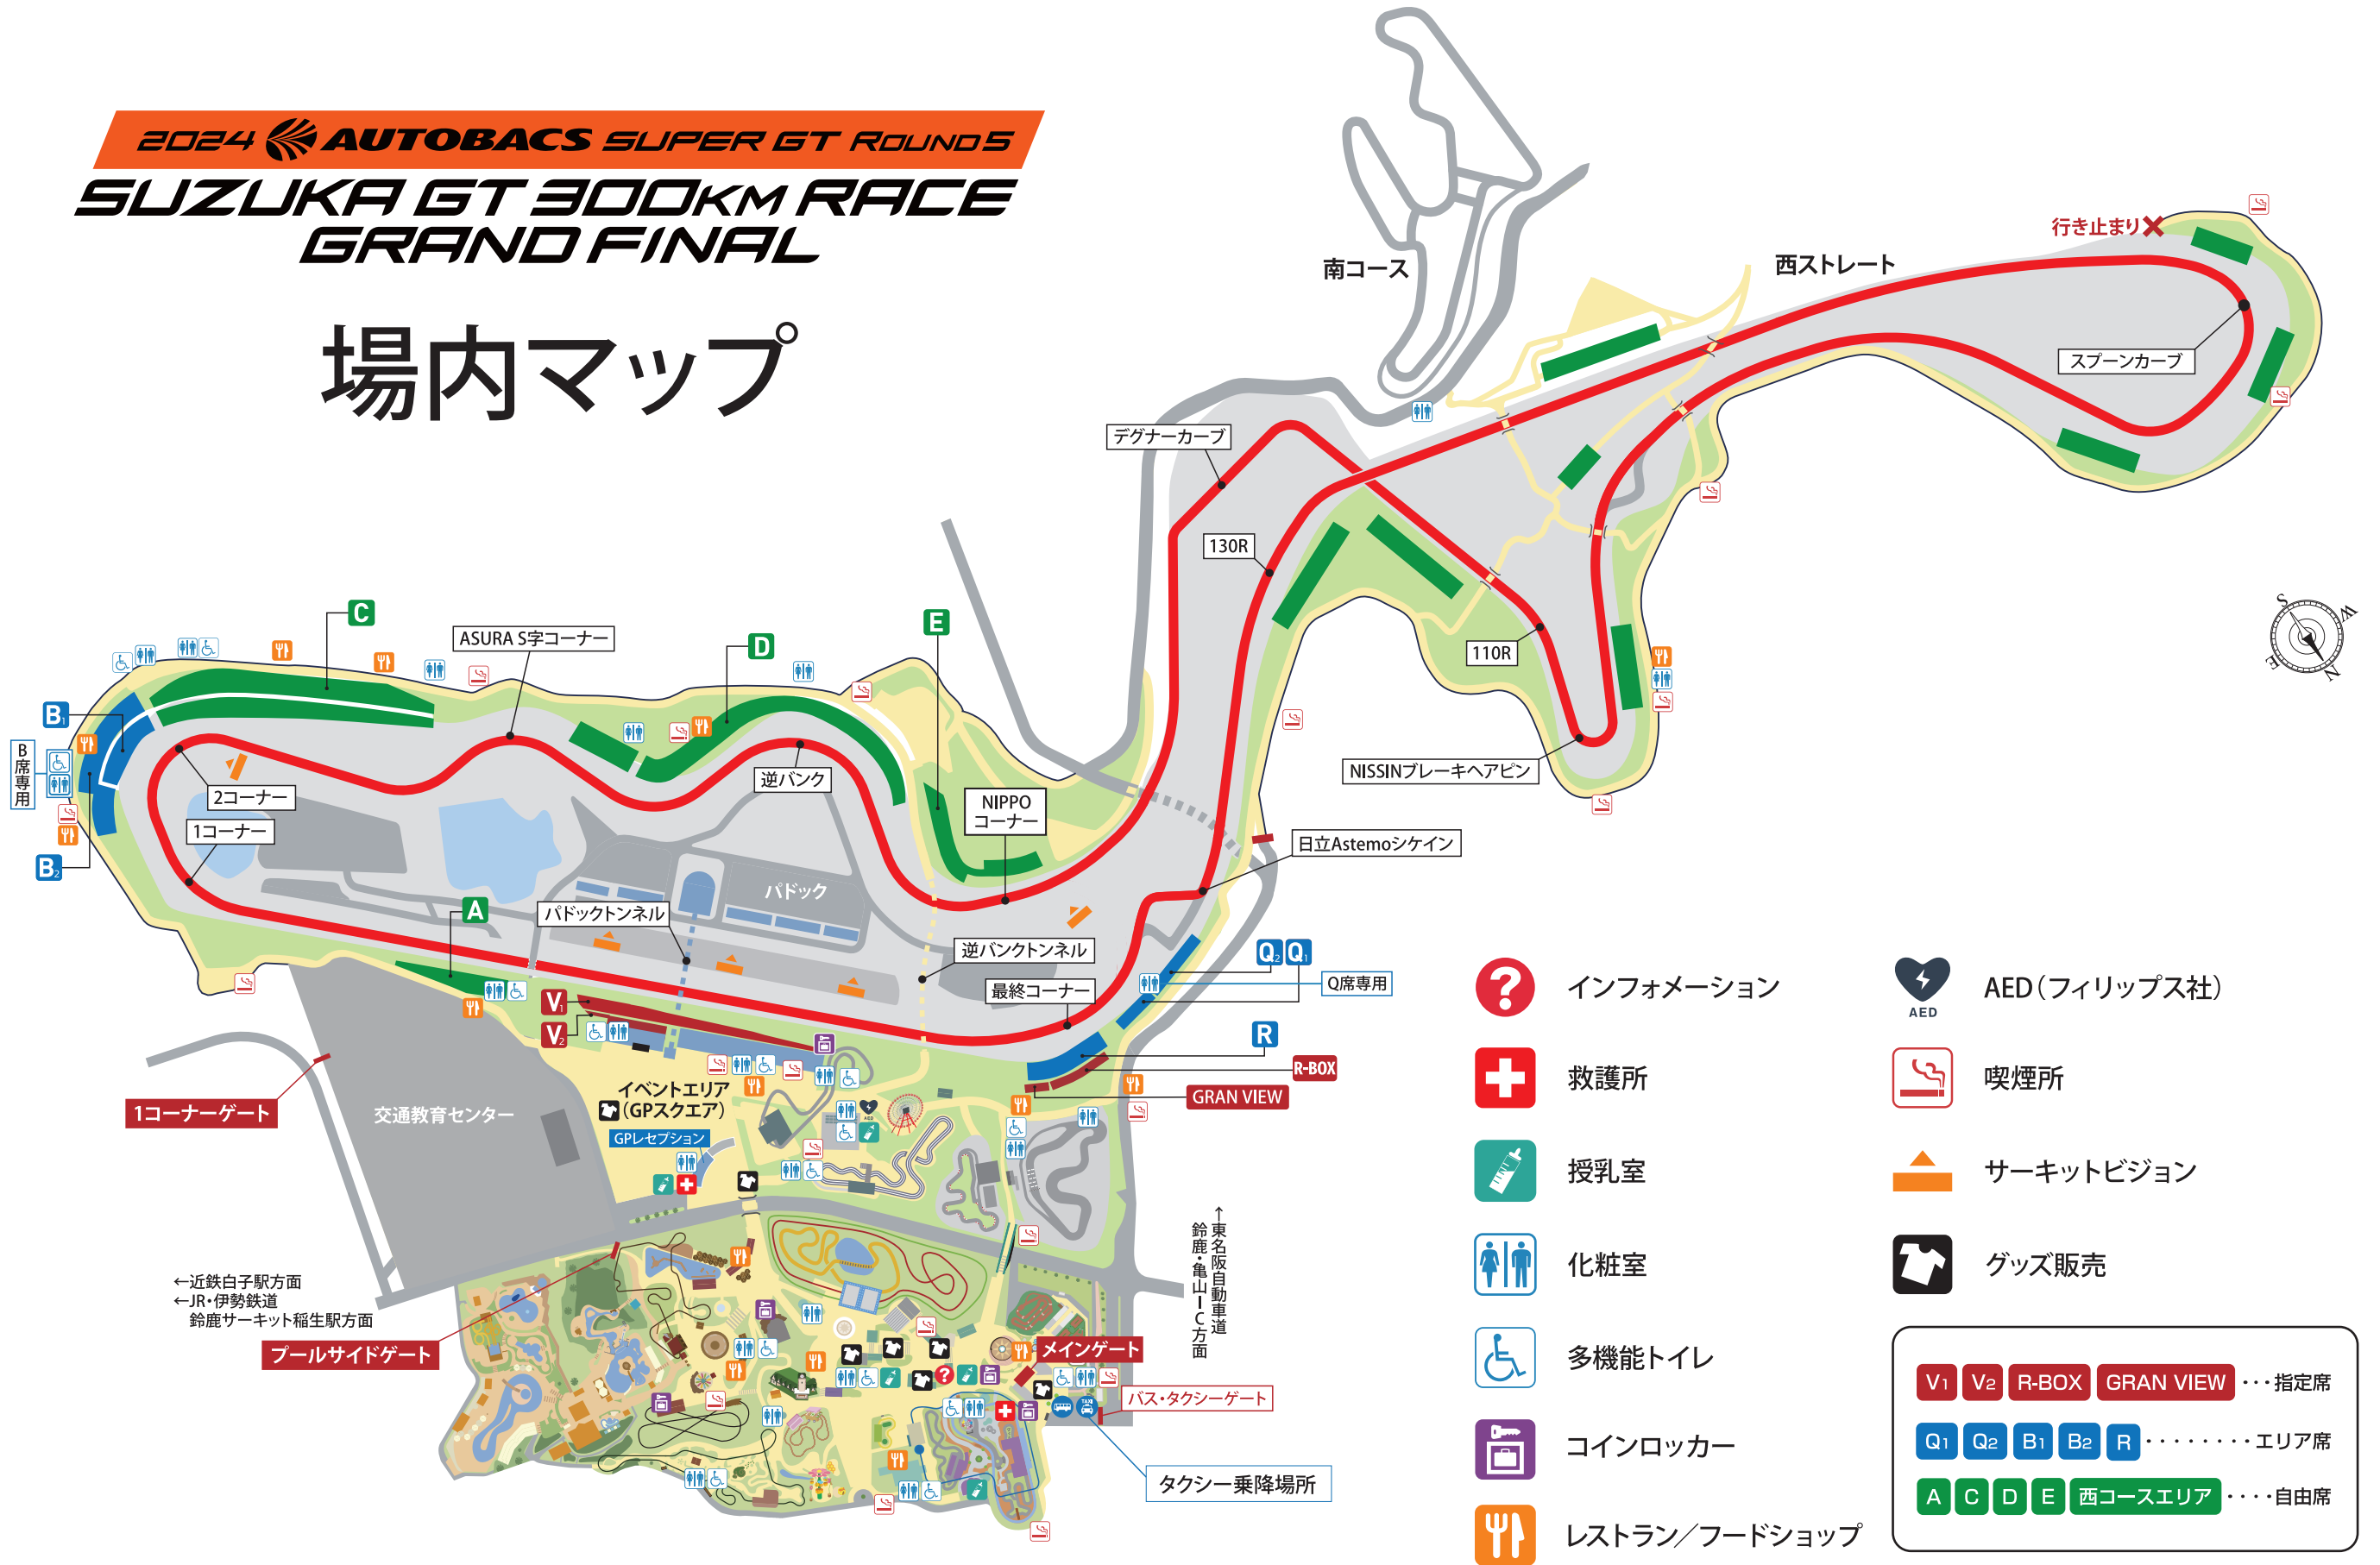 2024 AUTOBACS SUPER GT ROUND5
SUZUKA GT 300KM RACE
GRAND FINAL
場内マップ
南コース
西ストレート
行き止まり
スプーンカーブ
デグナーカーブ
130R
110R
NISSINブレーキヘアピン
S
W
E
N
C
ASURA S字コーナー
D
E
B1
B席専用
B2
2コーナー
1コーナー
逆バンク
NIPPO
コーナー
日立Astemoシケイン
パドック
A
パドックトンネル
逆バンクトンネル
最終コーナー
Q2
Q1
Q席専用
V1
V2
R
R-BOX
GRAN VIEW
1コーナーゲート
交通教育センター
イベントエリア
(GPスクエア)
GPレセプション
AED
←近鉄白子駅方面
←JR・伊勢鉄道
鈴鹿サーキット稲生駅方面
プールサイドゲート
↑東名阪自動車道
鈴鹿・亀山IC方面
メインゲート
バス・タクシーゲート
TAXI
タクシー乗降場所
インフォメーション
救護所
授乳室
化粧室
多機能トイレ
コインロッカー
レストラン／フードショップ
AED
AED(フィリップス社)
喫煙所
サーキットビジョン
グッズ販売
V1 V2 R-BOX GRAN VIEW ･･･指定席
Q1 Q2 B1 B2 R ････････エリア席
A C D E 西コースエリア ････自由席